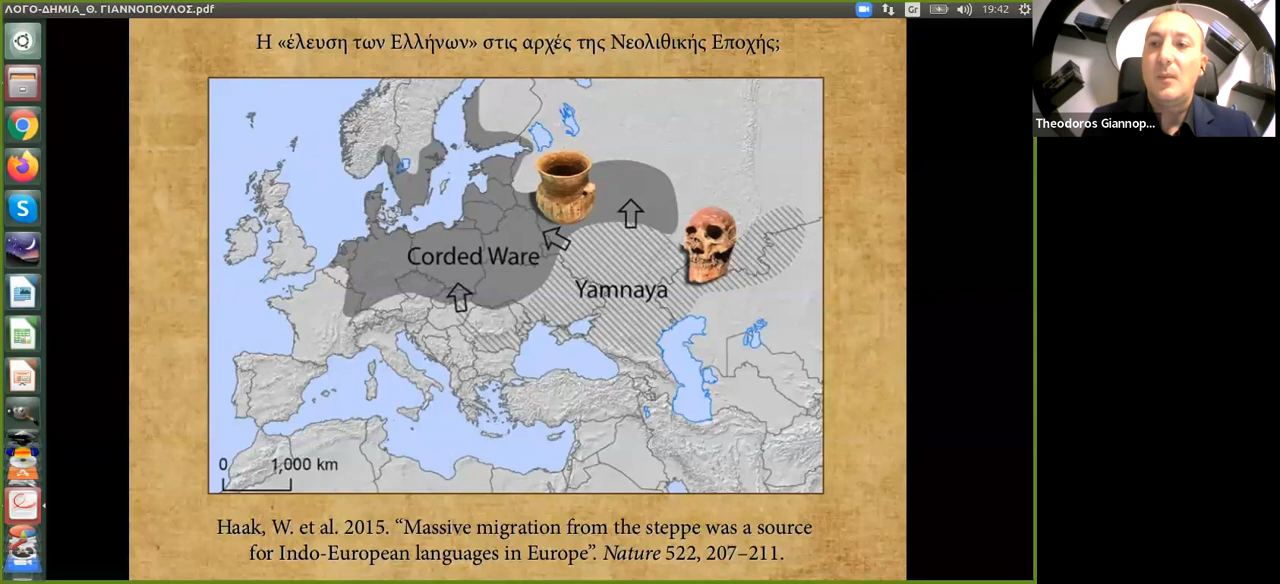 ΛΟΓΟ-ΔΗΜΙΑ_Θ. ΓΙΑΝΝΟΠΟΥΛΟΣ.pdf
Gr
19:42
Η «έλευση των Ελλήνων» στις αρχές της Νεολιθικής Εποχής;
Theodoros Giannop...
Corded Ware
Yamnaya
0 1,000 km
Haak, W. et al. 2015. “Massive migration from the steppe was a source
for Indo-European languages in Europe”. Nature 522, 207–211.